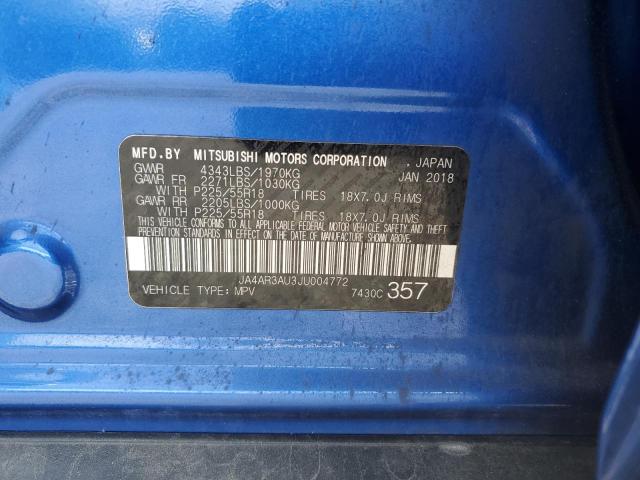 MFD.BY MITSUBISHI MOTORS CORPORATION , JAPAN
GVWR 4343LBS/1970KG JAN 2018
GAWR FR 2271LBS/1030KG
WITH P225/55R18 TIRES 18X7.0J RIMS
GAWR RR 2205LBS/1000KG
WITH P225/55R18 TIRES 18X7.0J RIMS
THIS VEHICLE CONFORMS TO ALL APPLICABLE FEDERAL MOTOR VEHICLE SAFETY AND THEFT
PREVENTION STANDARDS IN EFFECT ON THE DATE OF MANUFACTURE SHOWN ABOVE.
JA4AR3AU3JU004772
VEHICLE TYPE: MPV 7430C 357